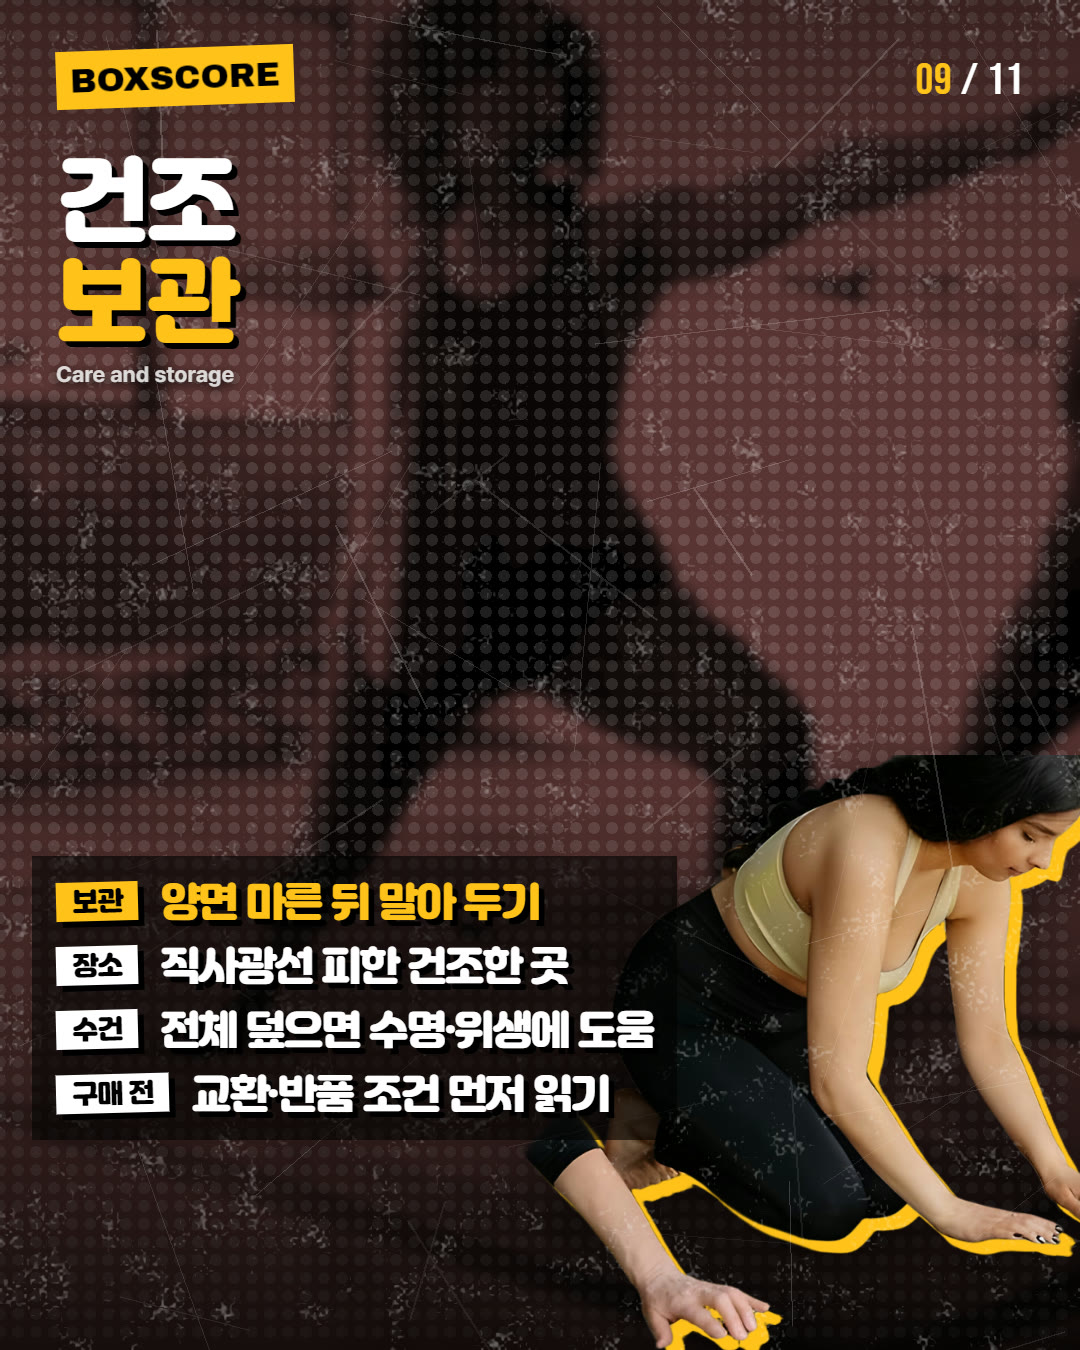 BOXSCORE
09 / 11
건조
보관
Care and storage
보관 양면 마른 뒤 말아 두기
장소 직사광선 피한 건조한 곳
수건 전체 덮으면 수명·위생에 도움
구매 전 교환·반품 조건 먼저 읽기